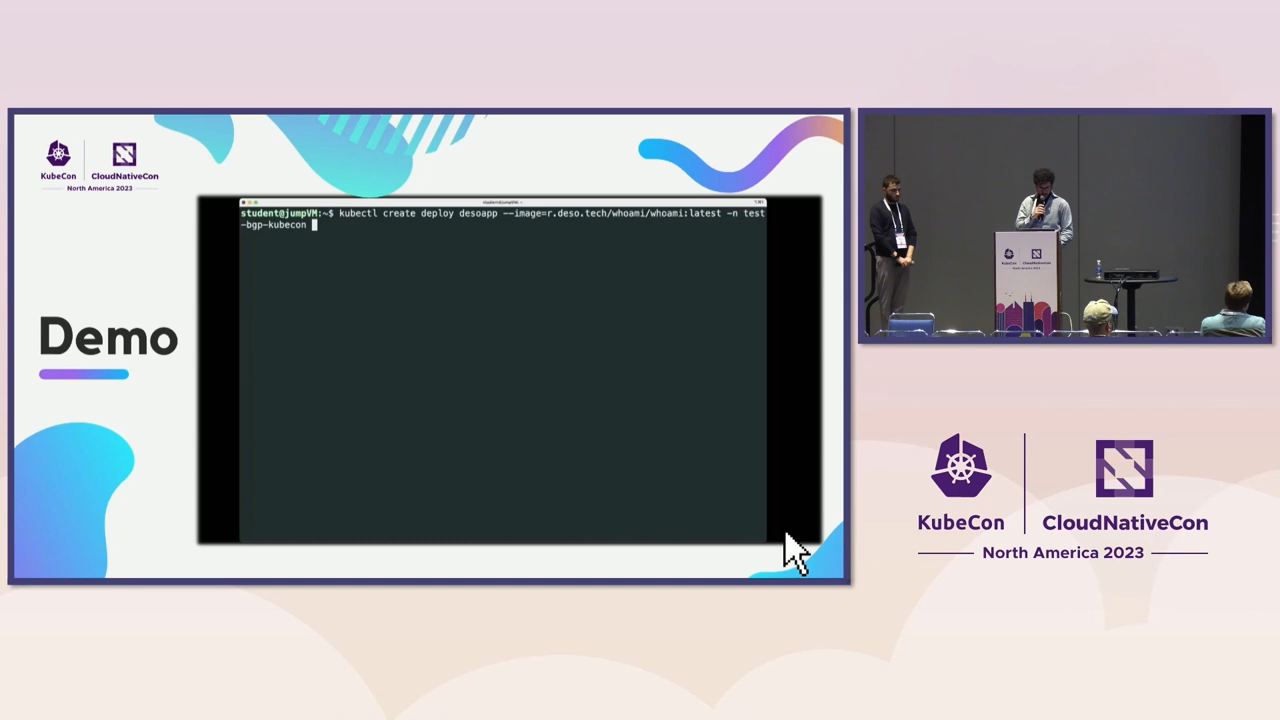 KubeCon
CloudNativeCon
North America 2023
student@jumpVM:~$ kubectl create deploy desoapp --image=r.deso.tech/whoami/whoami:latest -n test
-bgp-kubecon
Demo
KubeCon
CloudNativeCon
North America 2023